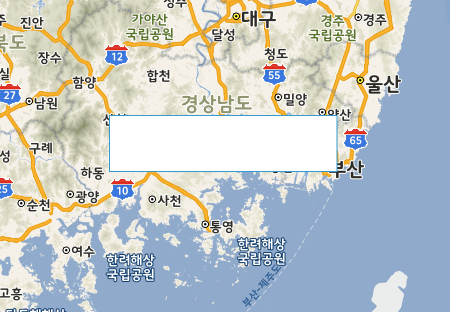 가야산
국립공원
대구
경주
국립공원
경주
진안
달성
장수
12
합천
청도
55
함양
밀양
울산
27
남원
경상남도
양산
65
구례
하동
10
부산
25
순천
광양
사천
통영
여수
한려해상
국립공원
한려해상
국립공원
고흥
부산-제주도